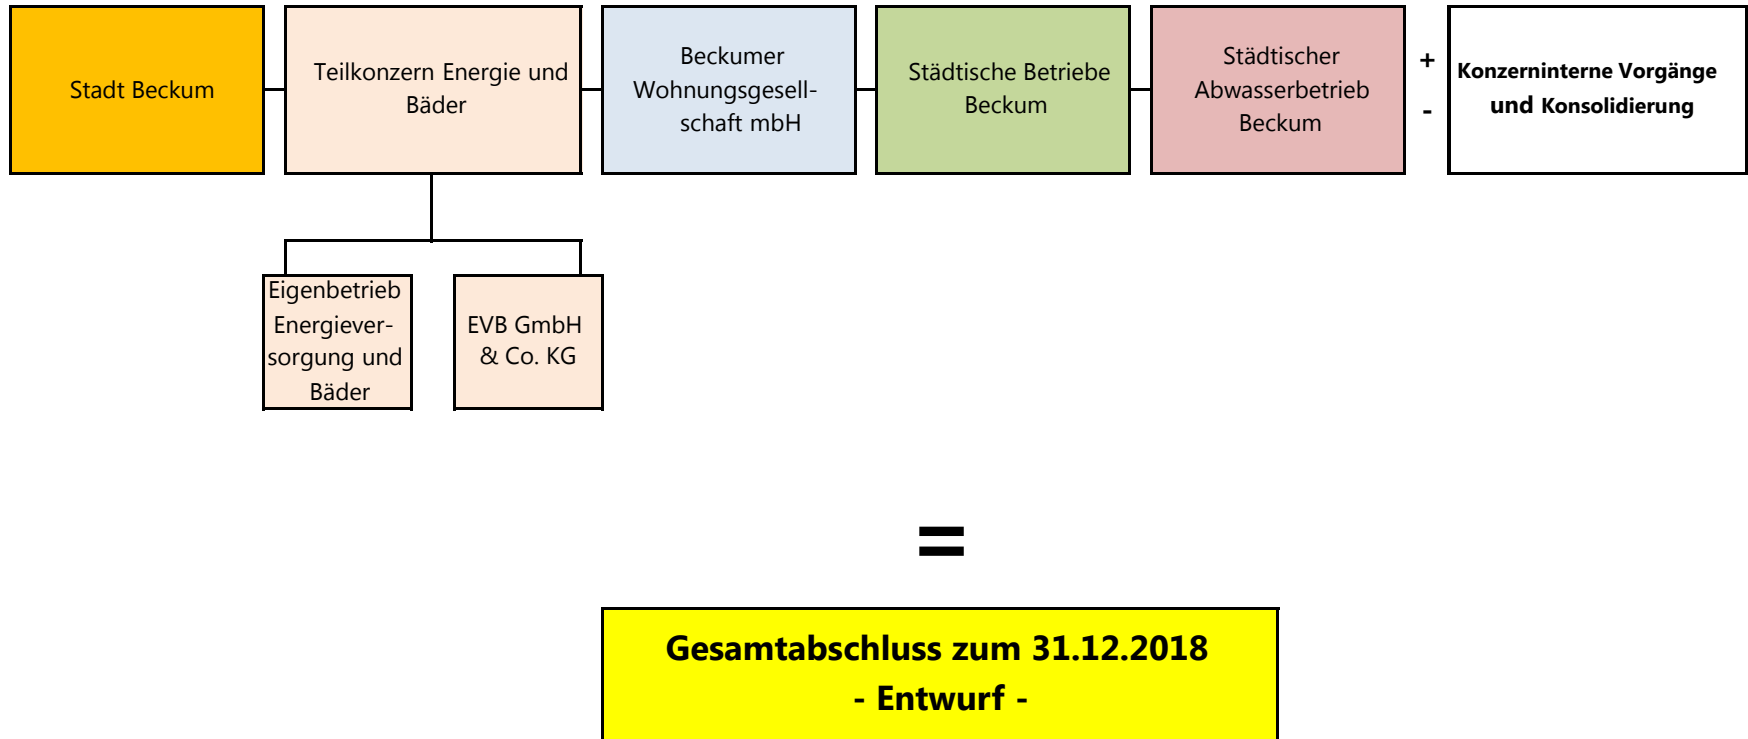 Stadt Beckum
Teilkonzern Energie und
Bäder
Beckumer
Wohnungsgesell-
schaft mbH
Städtische Betriebe
Beckum
Städtischer
Abwasserbetrieb
Beckum
+
-
Konzerninterne Vorgänge
und Konsolidierung
Eigenbetrieb
Energiever-
sorgung und
Bäder
EVB GmbH
& Co. KG
=
Gesamtabschluss zum 31.12.2018
- Entwurf -